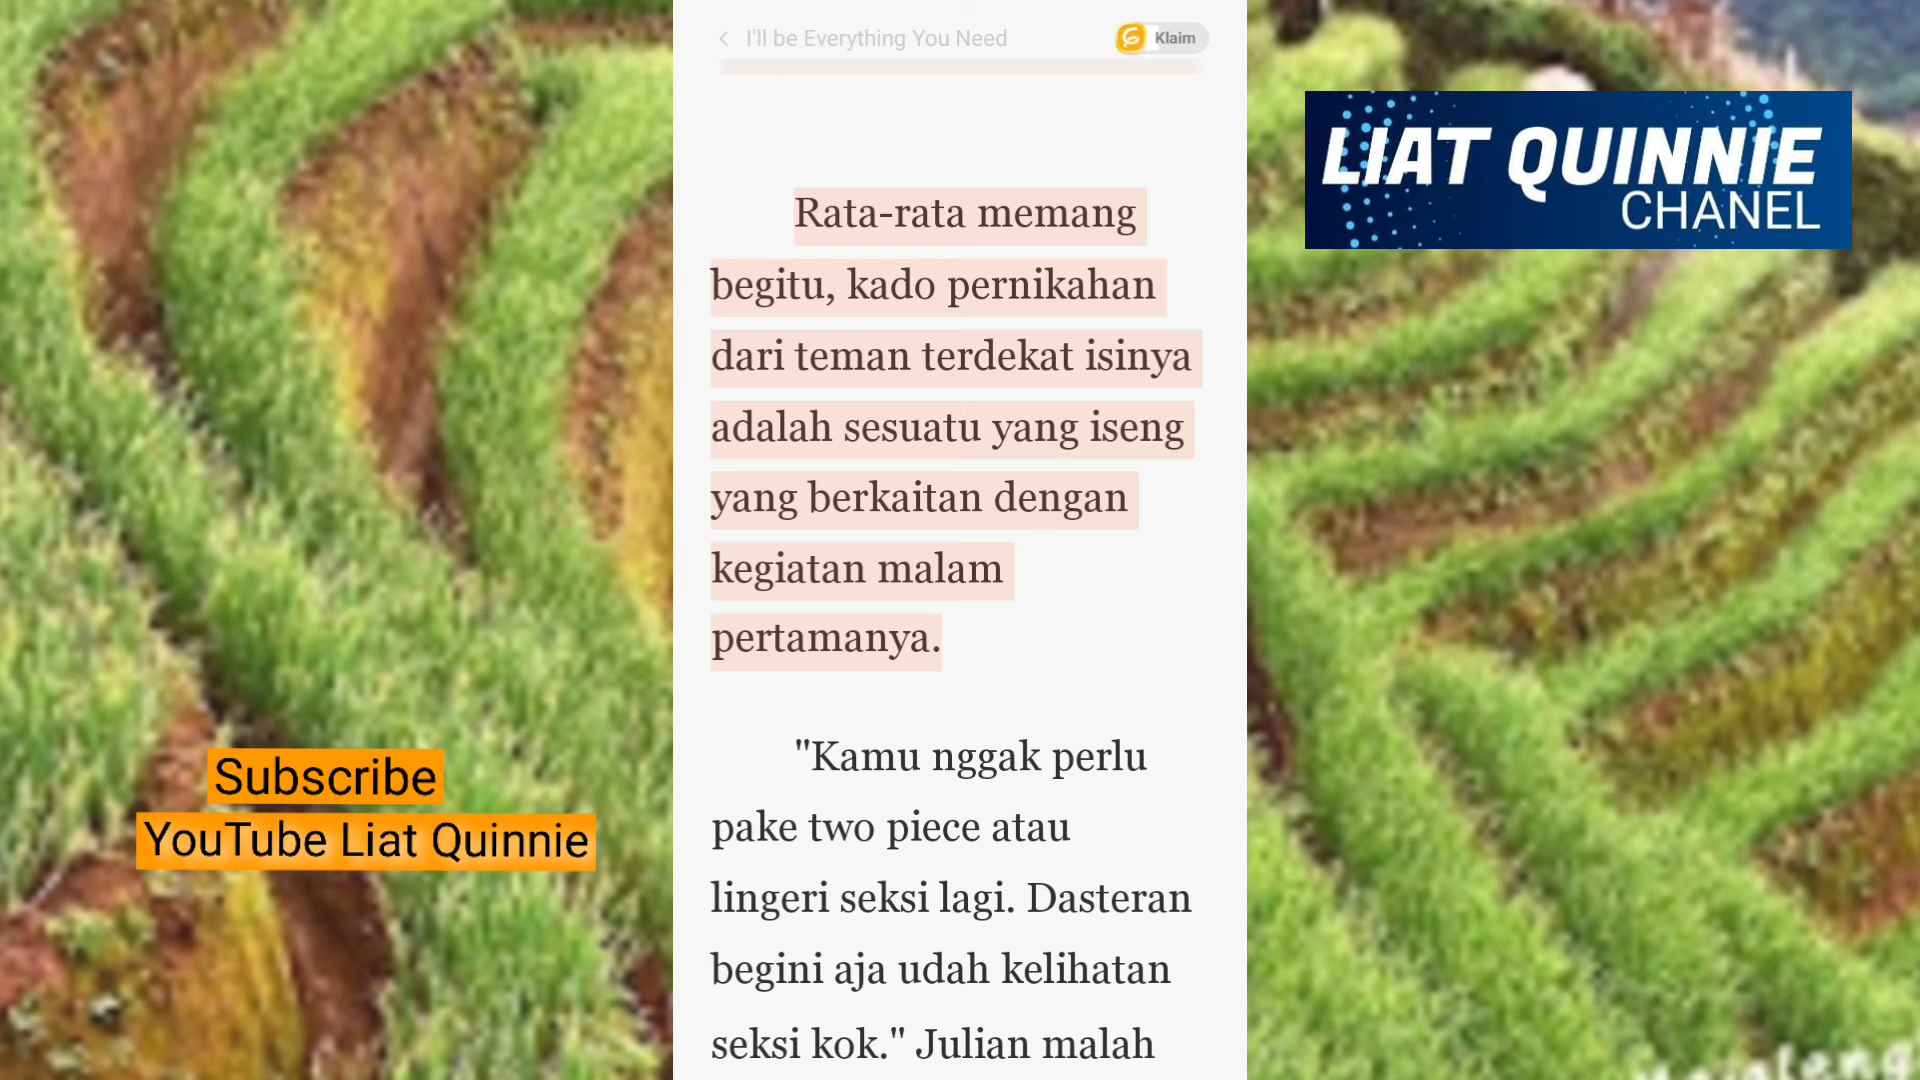 I'll be Everything You Need
Klaim
Rata-rata memang
begitu, kado pernikahan
dari teman terdekat isinya
adalah sesuatu yang iseng
yang berkaitan dengan
kegiatan malam
pertamanya.
"Kamu nggak perlu
pake two piece atau
lingeri seksi lagi. Dasteran
begini aja udah kelihatan
seksi kok." Julian malah
LIAT QUINNIE
CHANEL
Subscribe
YouTube Liat Quinnie